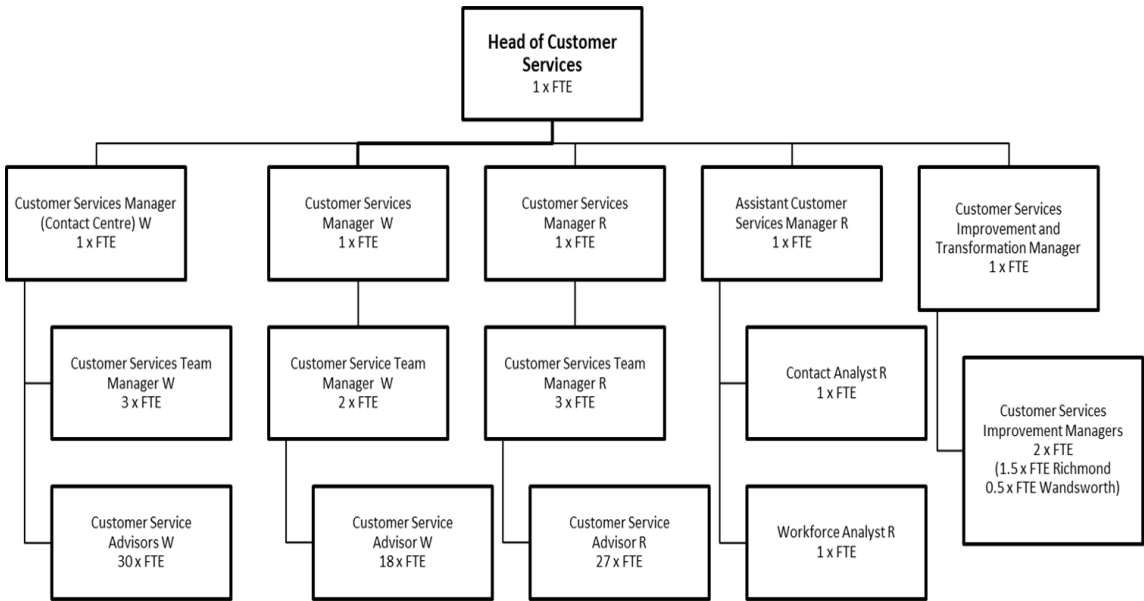 Head of Customer
Services
1 x FTE
Customer Services Manager
(Contact Centre) W
1 x FTE
Customer Services
Manager W
1 x FTE
Customer Services
Manager R
1 x FTE
Assistant Customer
Services Manager R
1 x FTE
Customer Services
Improvement and
Transformation Manager
1 x FTE
Customer Services Team
Manager W
3 x FTE
Customer Service Team
Manager W
2 x FTE
Customer Services Team
Manager R
3 x FTE
Contact Analyst R
1 x FTE
Customer Services
Improvement Managers
2 x FTE
(1.5 x FTE Richmond
0.5 x FTE Wandsworth)
Customer Service
Advisors W
30 x FTE
Customer Service
Advisor W
18 x FTE
Customer Service
Advisor R
27 x FTE
Workforce Analyst R
1 x FTE